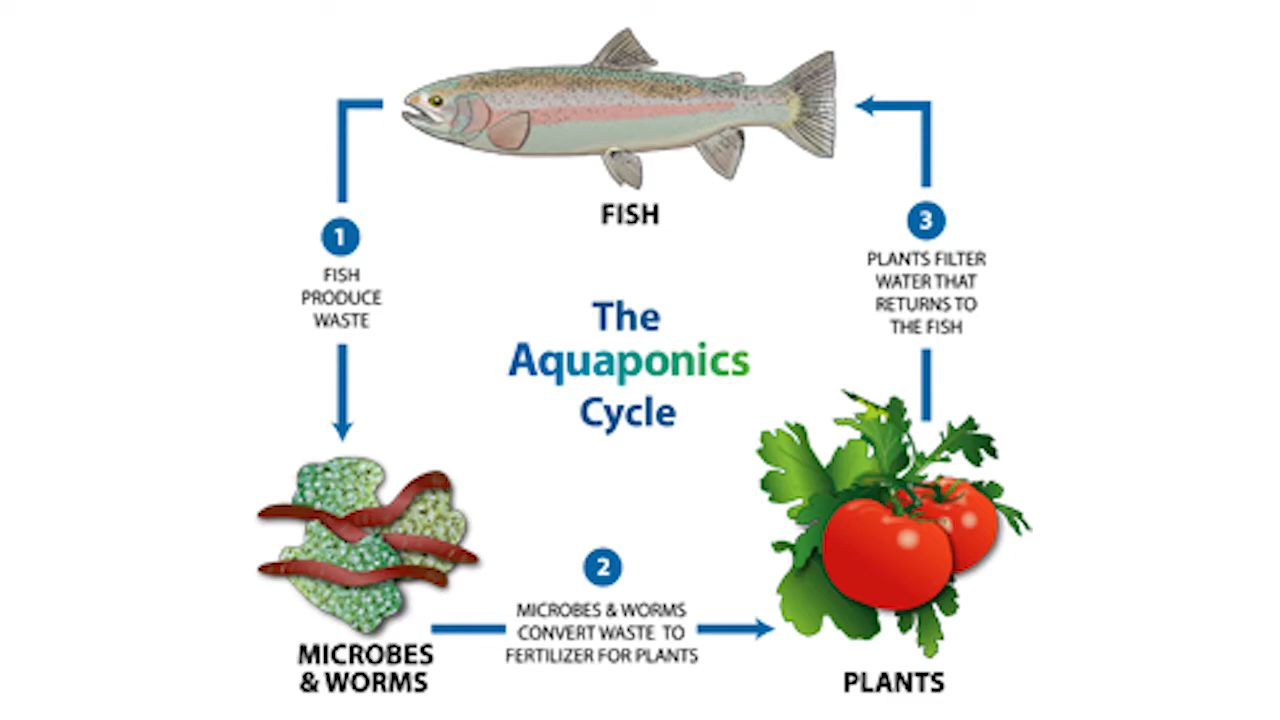 FISH
1
FISH
PRODUCE
WASTE
3
PLANTS FILTER
WATER THAT
RETURNS TO
THE FISH
The
Aquaponics
Cycle
2
MICROBES & WORMS
CONVERT WASTE TO
FERTILIZER FOR PLANTS
MICROBES
& WORMS
PLANTS